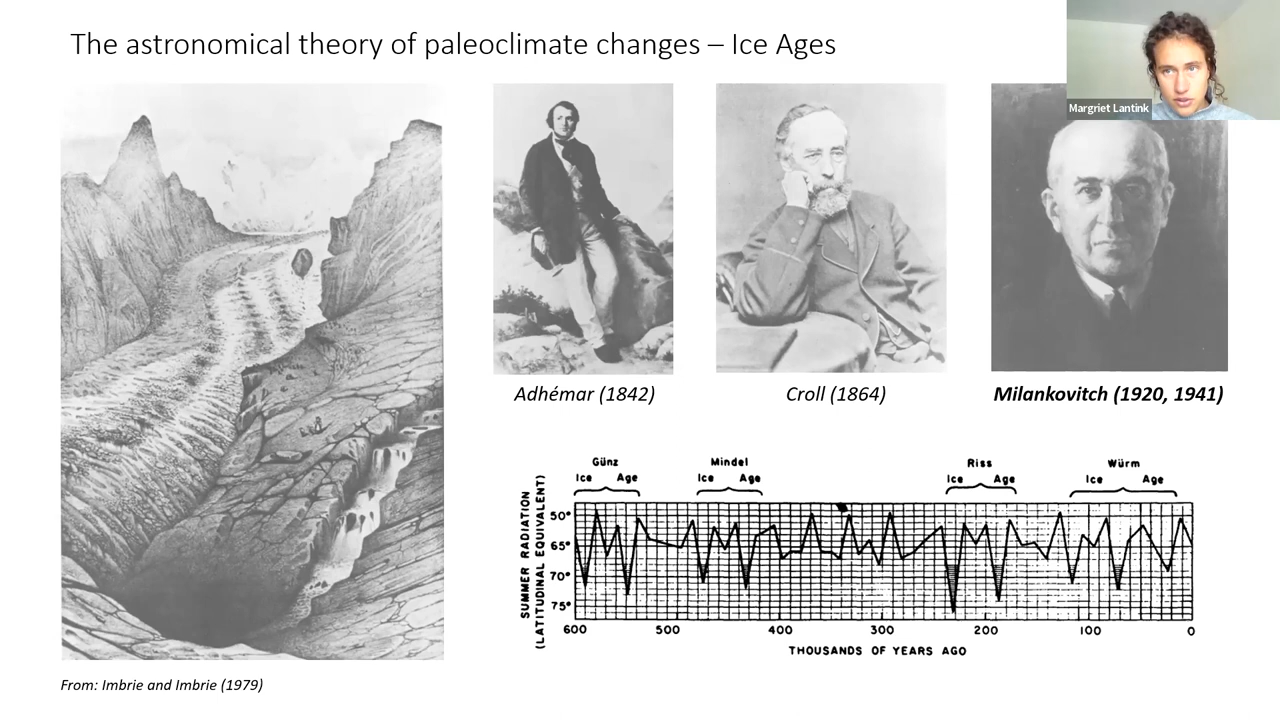 The astronomical theory of paleoclimate changes – Ice Ages
Margriet Lantink
Adhémar (1842)
Croll (1864)
Milankovitch (1920, 1941)
Günz
Ice Age
Mindel
Ice Age
Riss
Ice Age
Würm
Ice Age
SUMMER RADIATION
(LATITUDINAL EQUIVALENT)
50°
65°
70°
75°
600 500 400 300 200 100 0
THOUSANDS OF YEARS AGO
From: Imbrie and Imbrie (1979)